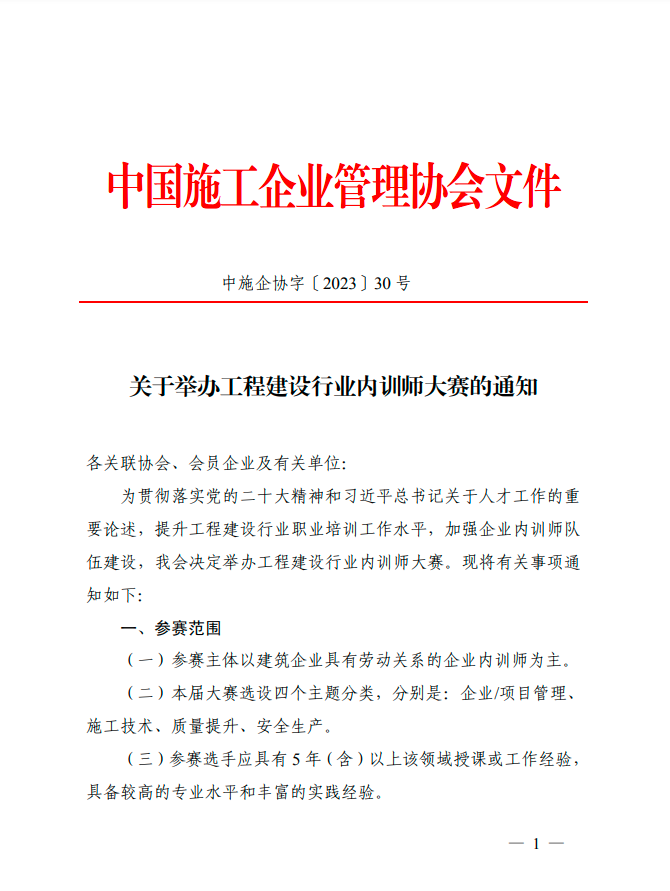 中国施工企业管理协会文件
中施企协字〔2023〕30 号
关于举办工程建设行业内训师大赛的通知
各关联协会、会员企业及有关单位：
为贯彻落实党的二十大精神和习近平总书记关于人才工作的重
要论述，提升工程建设行业职业培训工作水平，加强企业内训师队
伍建设，我会决定举办工程建设行业内训师大赛。现将有关事项通
知如下：
一、参赛范围
（一）参赛主体以建筑企业具有劳动关系的企业内训师为主。
（二）本届大赛选设四个主题分类，分别是：企业/项目管理、
施工技术、质量提升、安全生产。
（三）参赛选手应具有 5 年（含）以上该领域授课或工作经验，
具备较高的专业水平和丰富的实践经验。
— 1 —